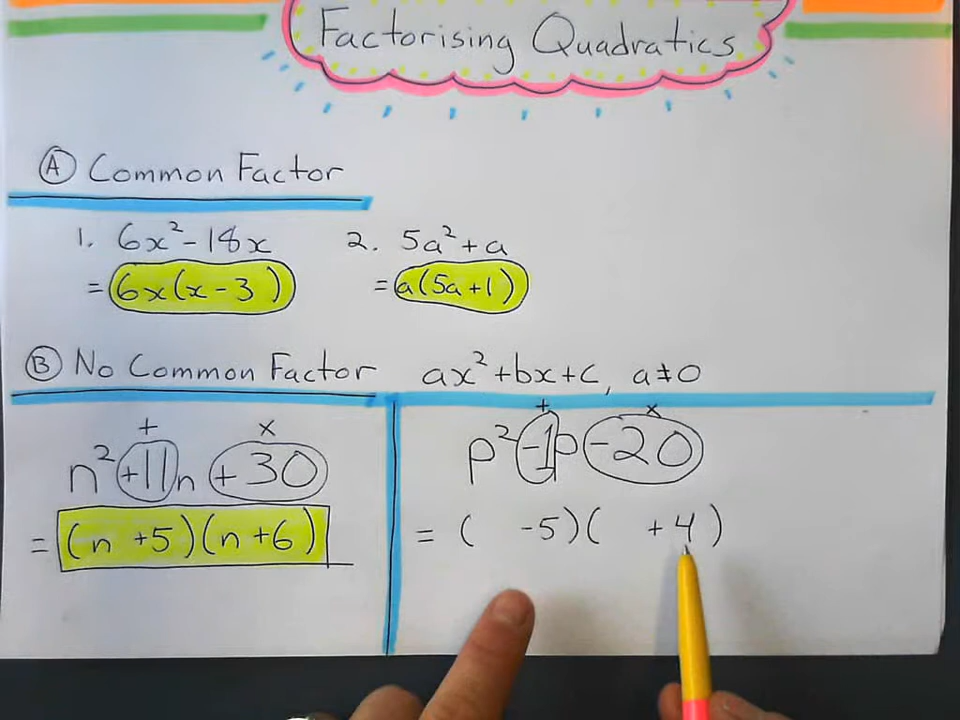 Factorising Quadratics
Ⓐ Common Factor
1. 6x² - 18x 2. 5a² + a
= 6x(x - 3) = a(5a + 1)
Ⓑ No Common Factor ax² + bx + c, a ≠ 0
+ x + x
n² + 11n + 30 p² - 1p - 20
= (n + 5)(n + 6) = ( - 5)( + 4)